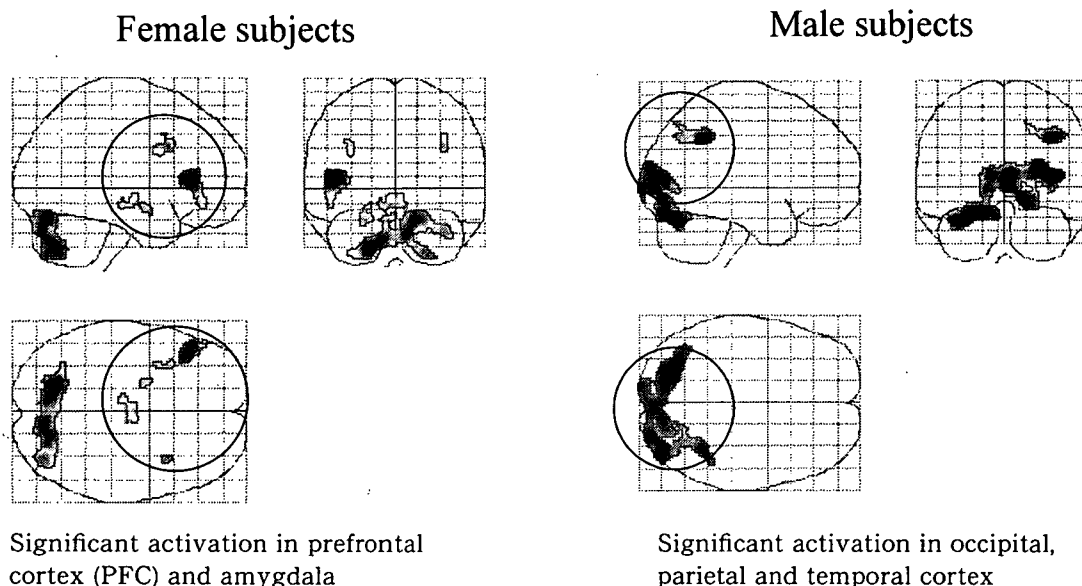 Female subjects
Male subjects
Significant activation in prefrontal
cortex (PFC) and amygdala
Significant activation in occipital,
parietal and temporal cortex